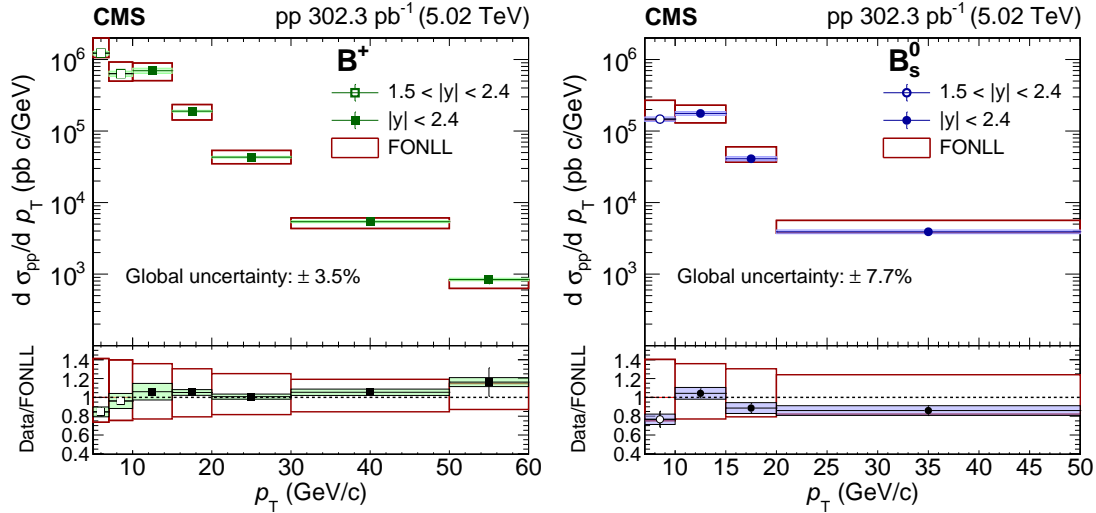 CMS pp 302.3 pb⁻¹ (5.02 TeV)
B⁺
1.5 < |y| < 2.4
|y| < 2.4
FONLL
Global uncertainty: ± 3.5%
d σpp/d pT (pb c/GeV)
10⁶
10⁵
10⁴
10³
Data/FONLL
1.4
1.2
1
0.8
0.6
0.4
10 20 30 40 50 60
pT (GeV/c)
CMS pp 302.3 pb⁻¹ (5.02 TeV)
B⁰s
1.5 < |y| < 2.4
|y| < 2.4
FONLL
Global uncertainty: ± 7.7%
d σpp/d pT (pb c/GeV)
10⁶
10⁵
10⁴
10³
Data/FONLL
1.4
1.2
1
0.8
0.6
0.4
10 15 20 25 30 35 40 45 50
pT (GeV/c)